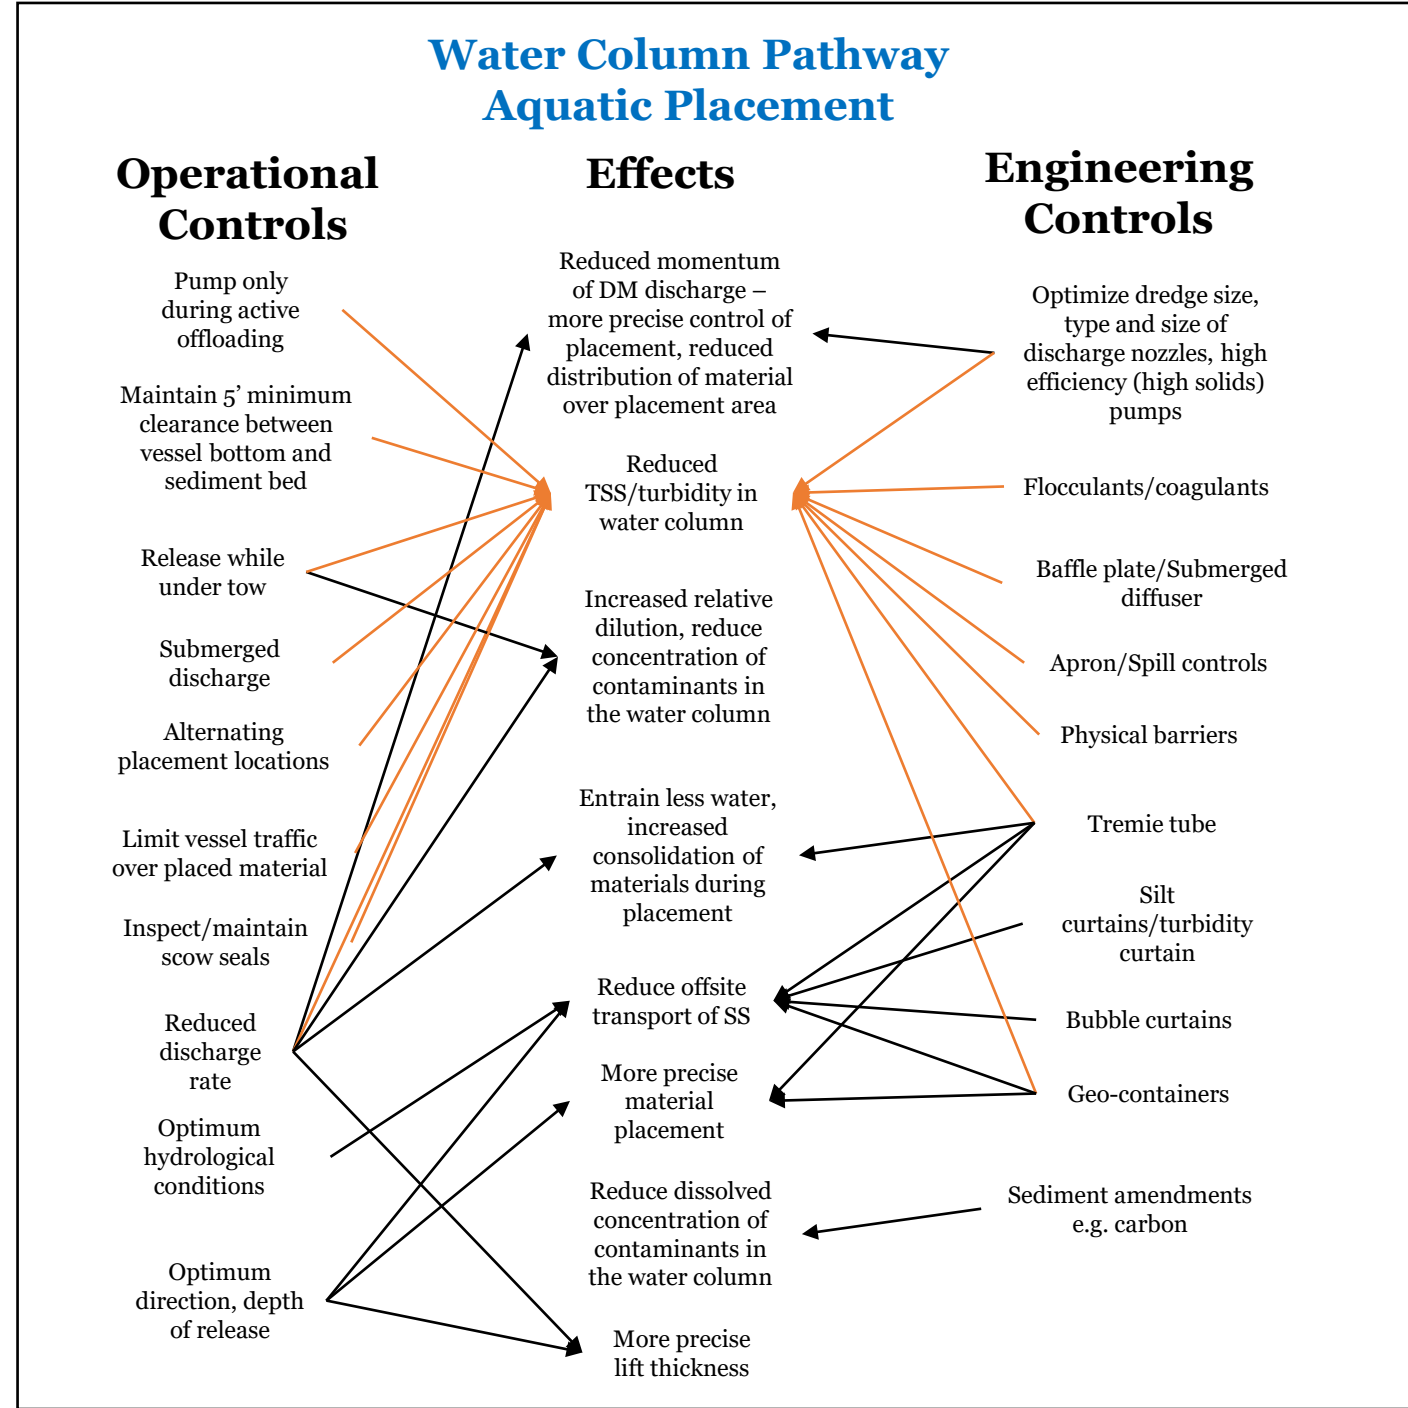 Water Column Pathway
Aquatic Placement
Operational
Controls
Pump only
during active
offloading
Maintain 5’ minimum
clearance between
vessel bottom and
sediment bed
Release while
under tow
Submerged
discharge
Alternating
placement locations
Limit vessel traffic
over placed material
Inspect/maintain
scow seals
Reduced
discharge
rate
Optimum
hydrological
conditions
Optimum
direction, depth
of release
Effects
Reduced momentum
of DM discharge –
more precise control of
placement, reduced
distribution of material
over placement area
Reduced
TSS/turbidity in
water column
Increased relative
dilution, reduce
concentration of
contaminants in
the water column
Entrain less water,
increased
consolidation of
materials during
placement
Reduce offsite
transport of SS
More precise
material
placement
Reduce dissolved
concentration of
contaminants in
the water column
More precise
lift thickness
Engineering
Controls
Optimize dredge size,
type and size of
discharge nozzles, high
efficiency (high solids)
pumps
Flocculants/coagulants
Baffle plate/Submerged
diffuser
Apron/Spill controls
Physical barriers
Tremie tube
Silt
curtains/turbidity
curtain
Bubble curtains
Geo-containers
Sediment amendments
e.g. carbon